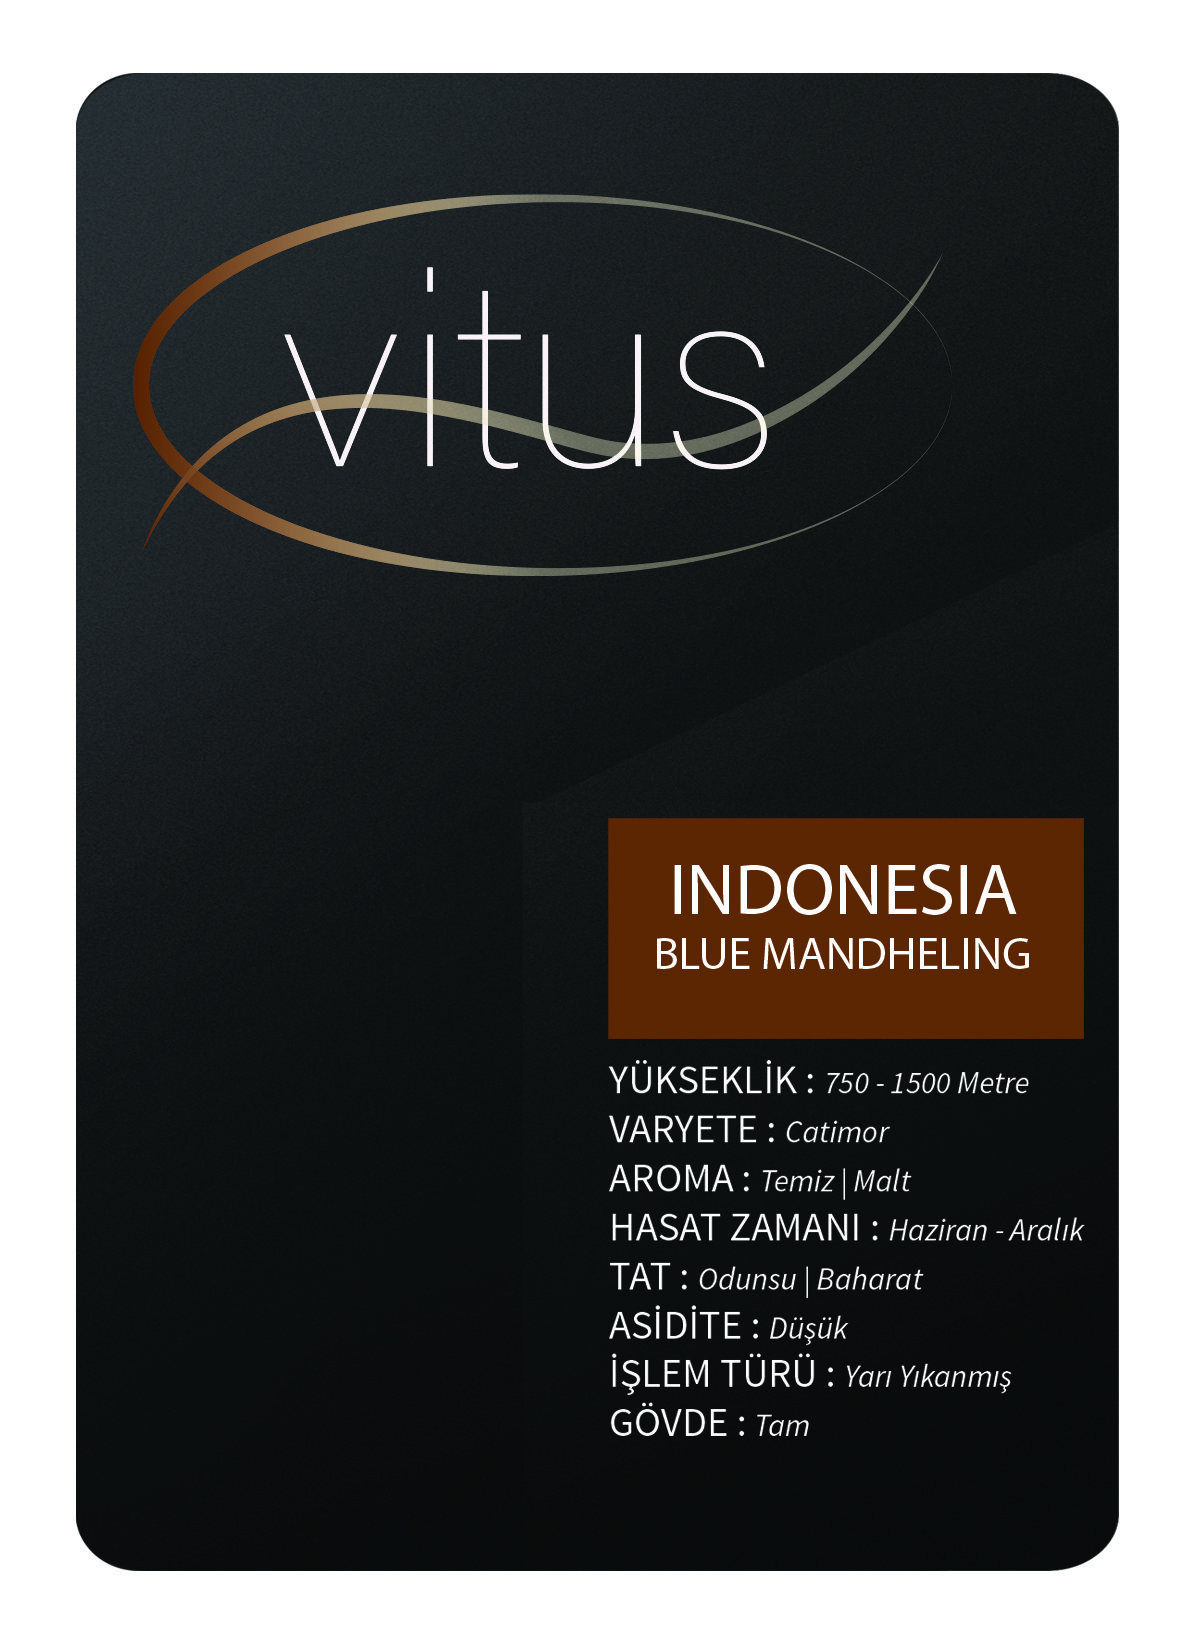 vitus
INDONESIA
BLUE MANDHELING
YÜKSEKLİK : 750 - 1500 Metre
VARYETE : Catimor
AROMA : Temiz | Malt
HASAT ZAMANI : Haziran - Aralık
TAT : Odunsu | Baharat
ASİDİTE : Düşük
İŞLEM TÜRÜ : Yarı Yıkanmış
GÖVDE : Tam